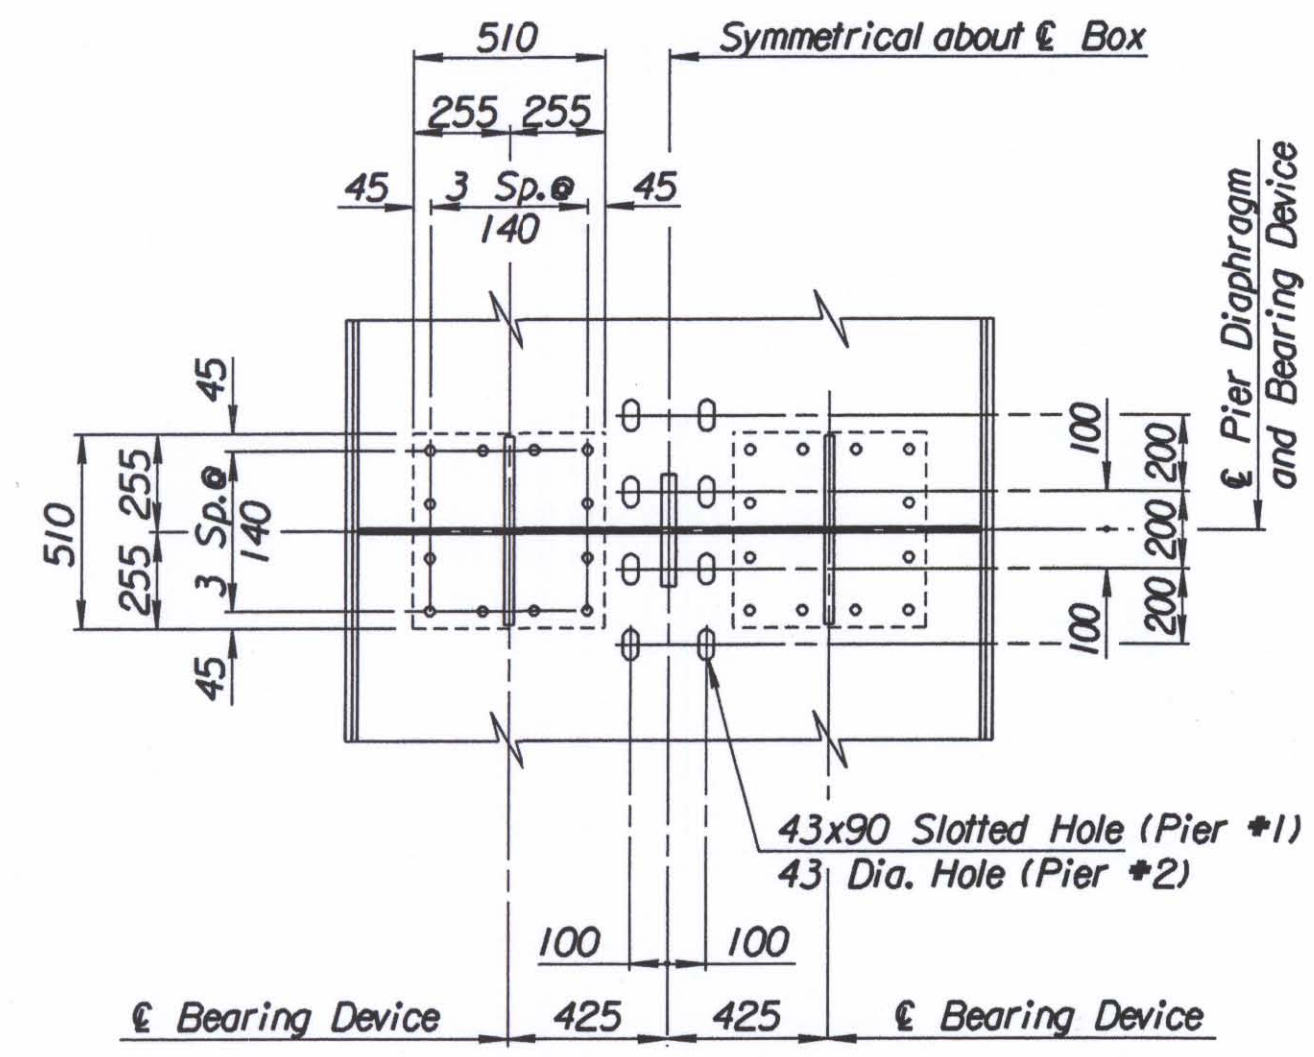 510
Symmetrical about ℄ Box
255 255
45 3 Sp.@ 45
140
℄ Pier Diaphragm
and Bearing Device
45
510
255
255
3 Sp.@
140
45
100
100
200
200
200
43x90 Slotted Hole (Pier #1)
43 Dia. Hole (Pier #2)
100 100
℄ Bearing Device 425 425 ℄ Bearing Device